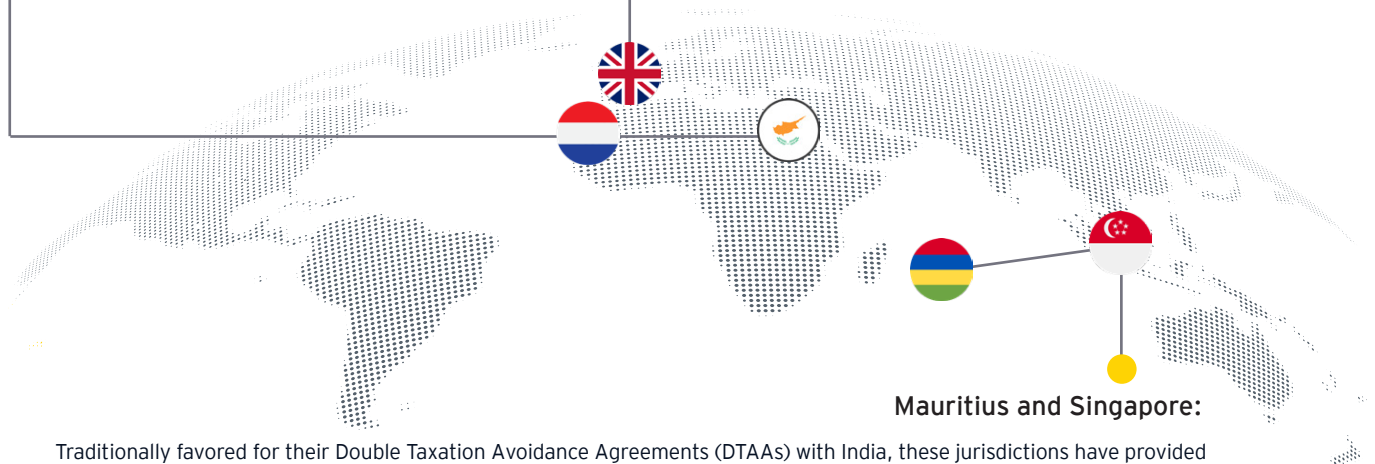 Mauritius and Singapore:
Traditionally favored for their Double Taxation Avoidance Agreements (DTAAs) with India, these jurisdictions have provided